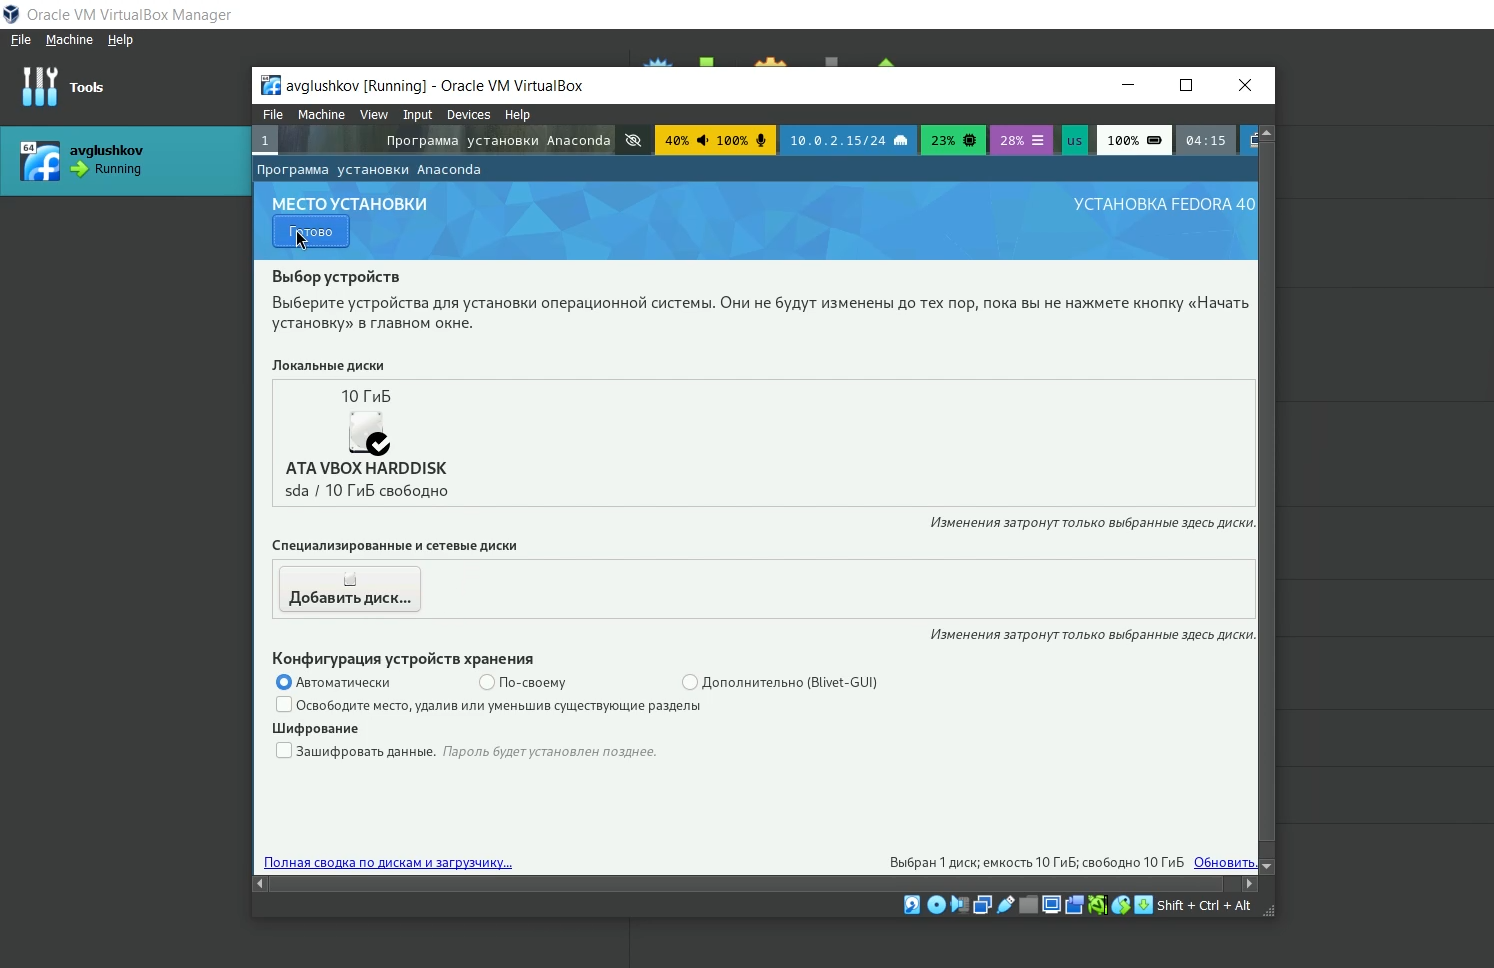 Oracle VM VirtualBox Manager
File Machine Help
Tools
64
avglushkov
Running
64
avglushkov [Running] - Oracle VM VirtualBox
File Machine View Input Devices Help
1 Программа установки Anaconda 40% 100% 10.0.2.15/24 23% 28% us 100% 04:15
Программа установки Anaconda
МЕСТО УСТАНОВКИ
УСТАНОВКА FEDORA 40
Готово
Выбор устройств
Выберите устройства для установки операционной системы. Они не будут изменены до тех пор, пока вы не нажмете кнопку «Начать
установку» в главном окне.
Локальные диски
10 ГиБ
ATA VBOX HARDDISK
sda / 10 ГиБ свободно
Изменения затронут только выбранные здесь диски.
Специализированные и сетевые диски
Добавить диск...
Изменения затронут только выбранные здесь диски.
Конфигурация устройств хранения
Автоматически По-своему Дополнительно (Blivet-GUI)
Освободите место, удалив или уменьшив существующие разделы
Шифрование
Зашифровать данные. Пароль будет установлен позднее.
Полная сводка по дискам и загрузчику... Выбран 1 диск; емкость 10 ГиБ; свободно 10 ГиБ Обновить.
Shift + Ctrl + Alt